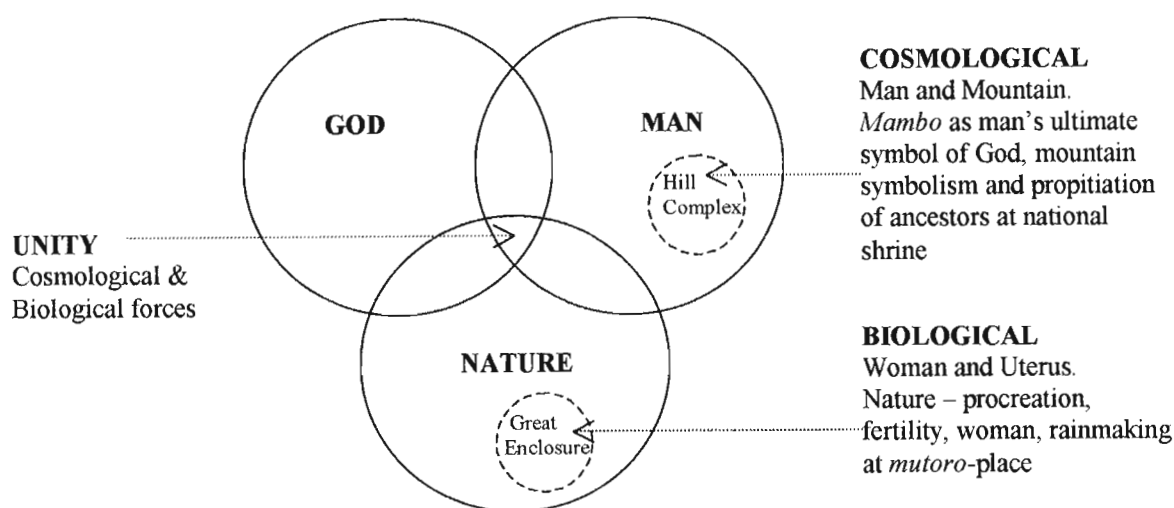 GOD
MAN
Hill
Complex
COSMOLOGICAL
Man and Mountain.
Mambo as man's ultimate
symbol of God, mountain
symbolism and propitiation
of ancestors at national
shrine
UNITY
Cosmological &
Biological forces
NATURE
Great
Enclosure
BIOLOGICAL
Woman and Uterus.
Nature – procreation,
fertility, woman, rainmaking
at mutoro-place